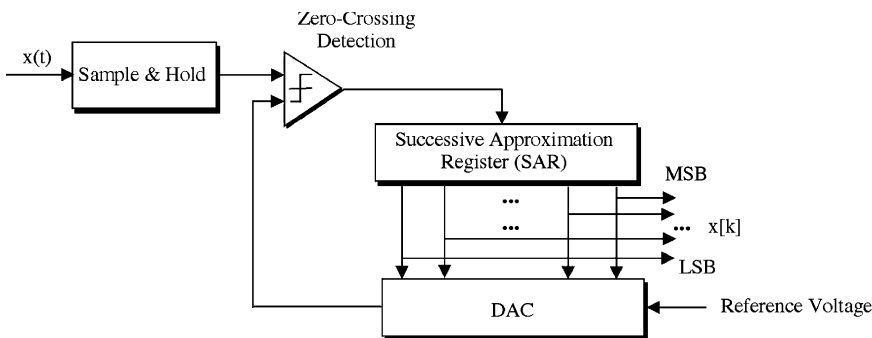 Zero-Crossing
Detection
x(t)
Sample & Hold
Successive Approximation
Register (SAR)
MSB
...
...
... x[k]
LSB
DAC
Reference Voltage